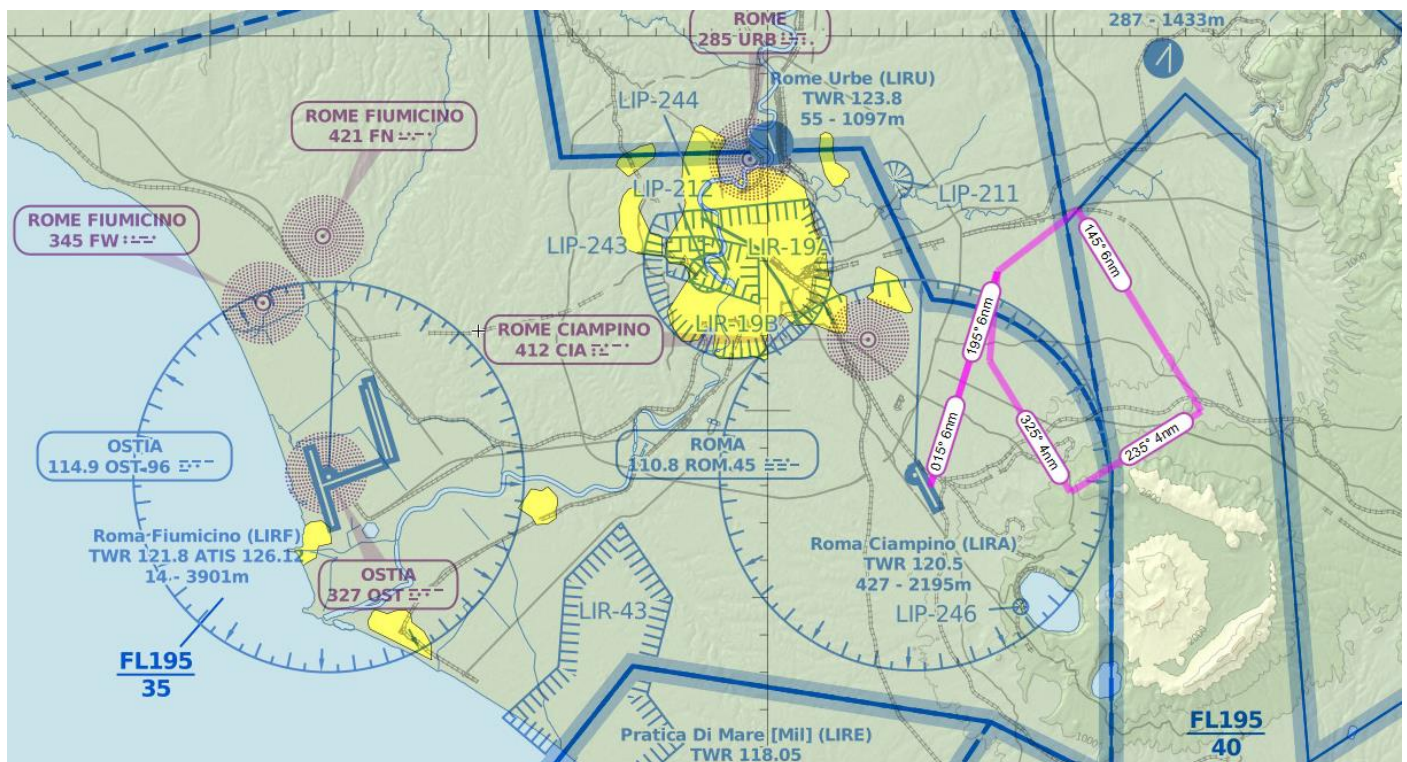 ROME
285 URB
287 - 1433m
Rome Urbe (LIRU)
TWR 123.8
55 - 1097m
LIP-244
ROME FIUMICINO
421 FN
LIP-212
LIP-211
ROME FIUMICINO
345 FW
LIP-243
LIR-19A
145° 6nm
1000
LIR-19B
ROME CIAMPINO
412 CIA
195° 6nm
OSTIA
114.9 OST-96
ROMA
110.8 ROM.45
015° 6nm
325° 4nm
235° 4nm
2000
Roma Fiumicino (LIRF)
TWR 121.8 ATIS 126.12
14 - 3901m
Roma Ciampino (LIRA)
TWR 120.5
427 - 2195m
OSTIA
327 OST
LIR-43
LIP-246
2000
FL195
35
Pratica Di Mare [Mil] (LIRE)
TWR 118.05
1000
FL195
40